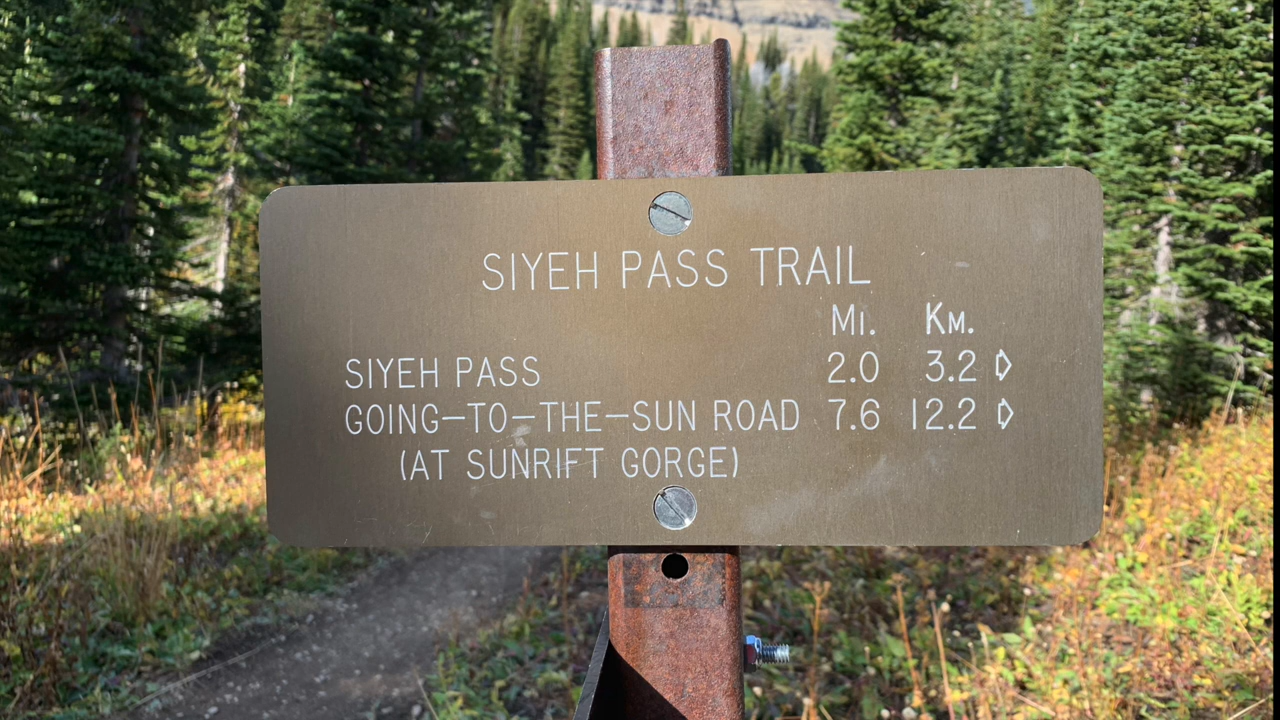 SIYEH PASS TRAIL
MI. KM.
SIYEH PASS 2.0 3.2
GOING-TO-THE-SUN ROAD 7.6 12.2
(AT SUNRIFT GORGE)